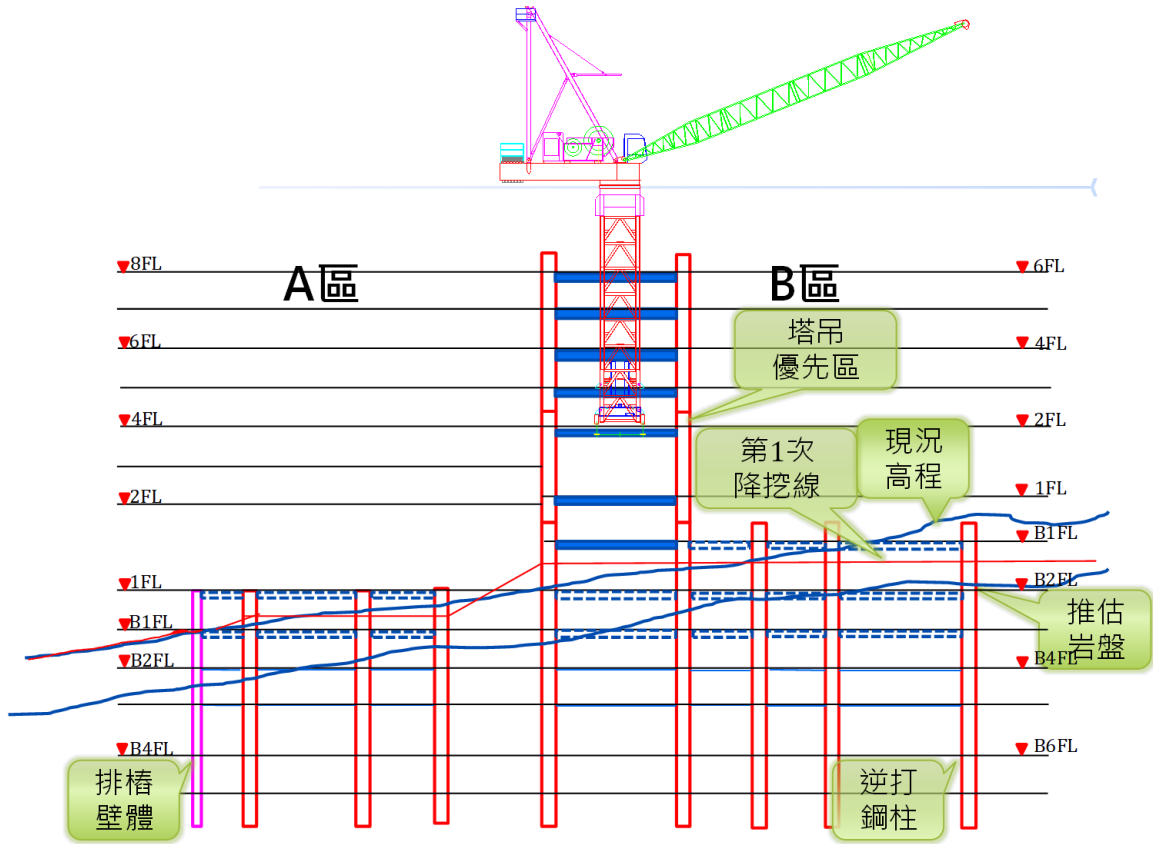 8FL
A區
B區
6FL
塔吊
優先區
6FL
4FL
4FL
2FL
第1次
降挖線
現況
高程
2FL
1FL
B1FL
1FL
B2FL
B1FL
推估
岩盤
B2FL
B4FL
B4FL
B6FL
排樁
壁體
逆打
鋼柱